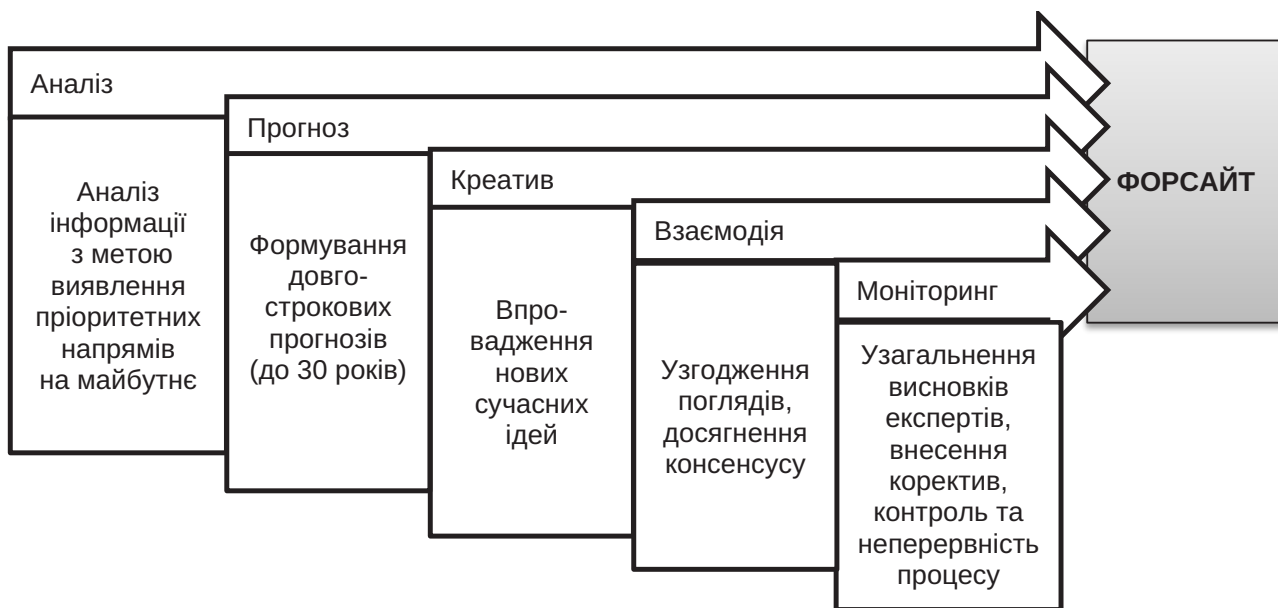 Аналіз
Аналіз
інформації
з метою
виявлення
пріоритетних
напрямів
на майбутнє
Прогноз
Формування
довго-
строкових
прогнозів
(до 30 років)
Креатив
Впро-
вадження
нових
сучасних
ідей
Взаємодія
Узгодження
поглядів,
досягнення
консенсусу
Моніторинг
Узагальнення
висновків
експертів,
внесення
коректив,
контроль та
неперервність
процесу
ФОРСАЙТ